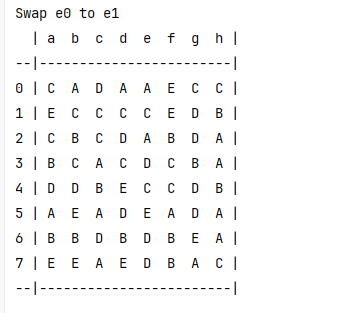 Swap e0 to e1
  | a  b  c  d  e  f  g  h |
--|------------------------|
0 | C  A  D  A  A  E  C  C |
1 | E  C  C  C  C  E  D  B |
2 | C  B  C  D  A  B  D  A |
3 | B  C  A  C  D  C  B  A |
4 | D  D  B  E  C  C  D  B |
5 | A  E  A  D  E  A  D  A |
6 | B  B  D  B  D  B  E  A |
7 | E  E  A  E  D  B  A  C |
--|------------------------|